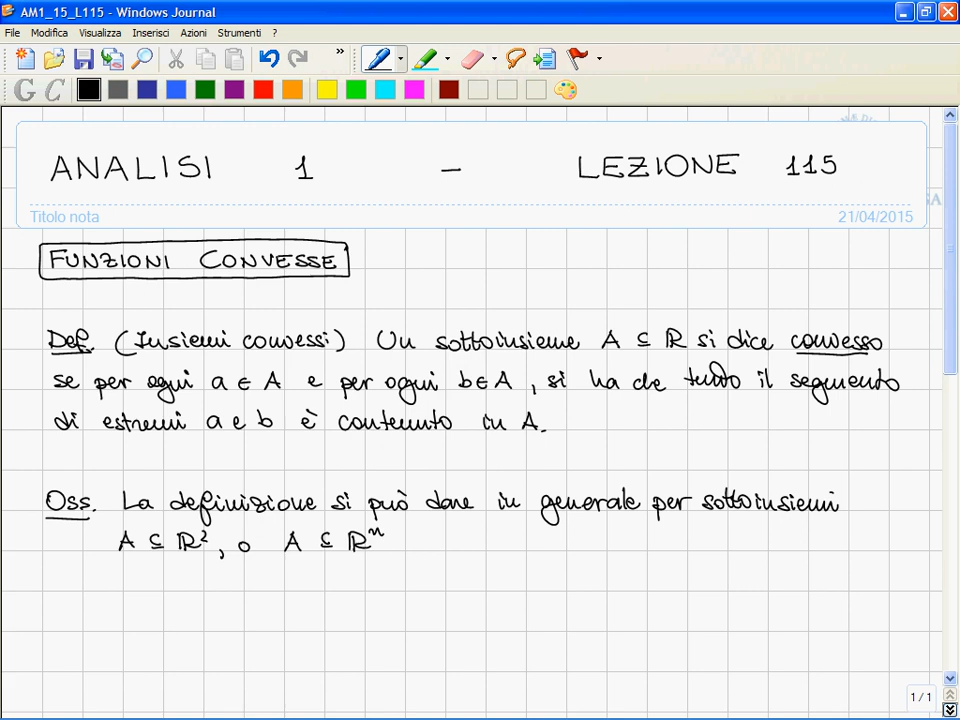 AM1_15_L115 - Windows Journal
File Modifica Visualizza Inserisci Azioni Strumenti ?
G C
ANALISI 1 - LEZIONE 115
Titolo nota 21/04/2015
FUNZIONI CONVESSE
Def. (Insiemi convessi) Un sottoinsieme A ⊆ R si dice convesso
se per ogni a ∈ A e per ogni b ∈ A, si ha che tutto il segmento
di estremi a e b è contenuto in A.
Oss. La definizione si può dare in generale per sottoinsiemi
A ⊆ R², o A ⊆ Rⁿ
1 / 1